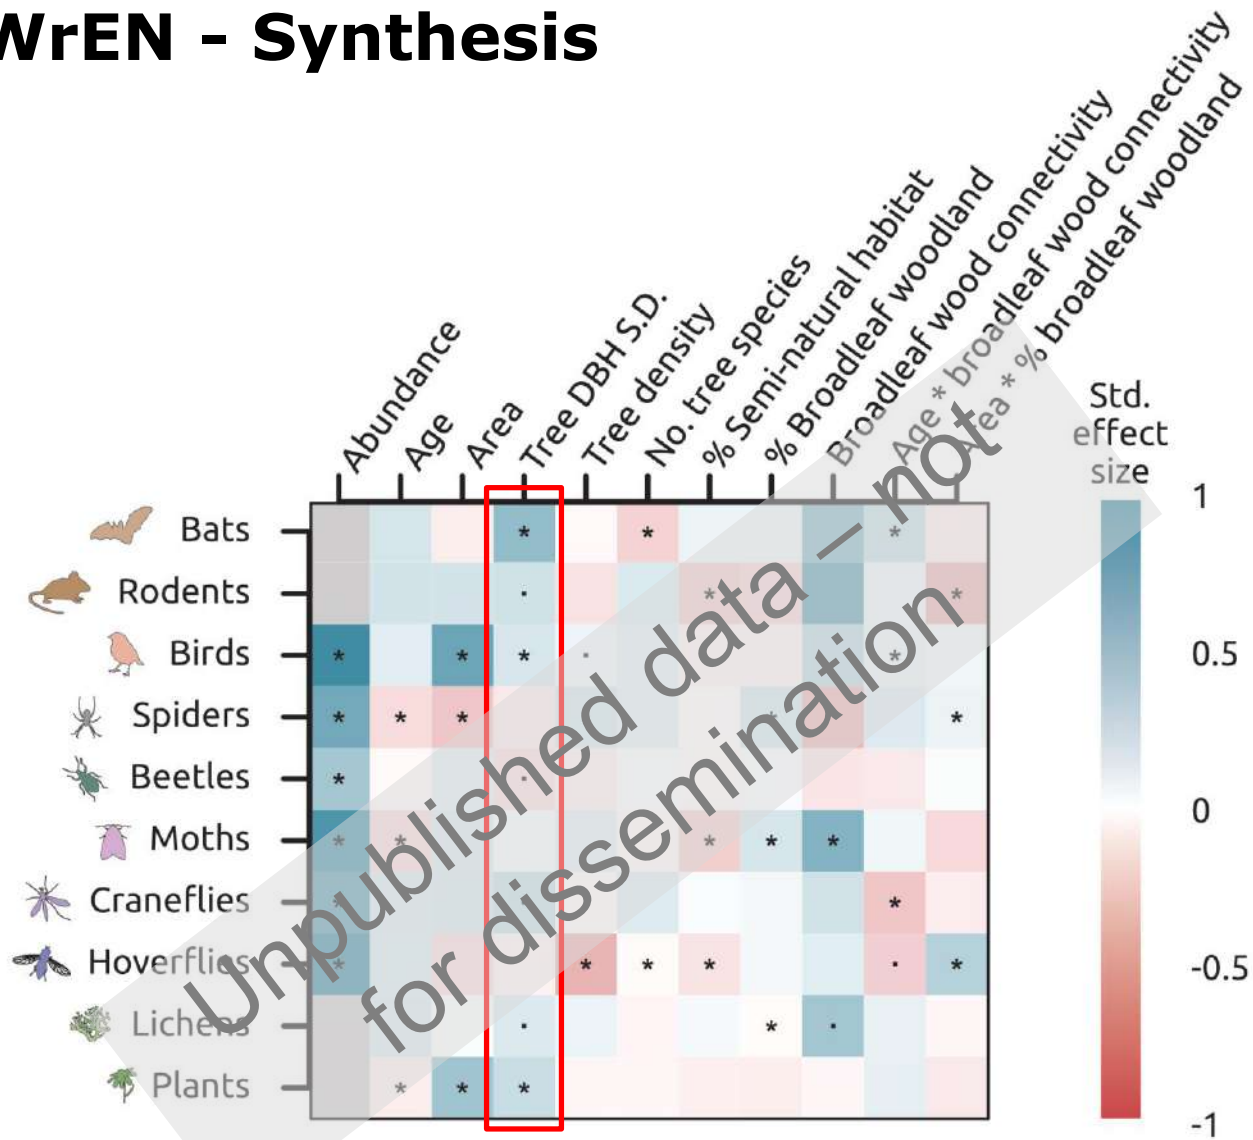 WrEN - Synthesis
Abundance
Age
Area
Tree DBH S.D.
Tree density
No. tree species
% Semi-natural habitat
% Broadleaf woodland
Broadleaf wood connectivity
Age * broadleaf wood connectivity
Area * % broadleaf woodland
Std.
effect
size
1
0.5
0
-0.5
-1
Bats
Rodents
Birds
Spiders
Beetles
Moths
Craneflies
Hoverflies
Lichens
Plants
Unpublished data – not
for dissemination